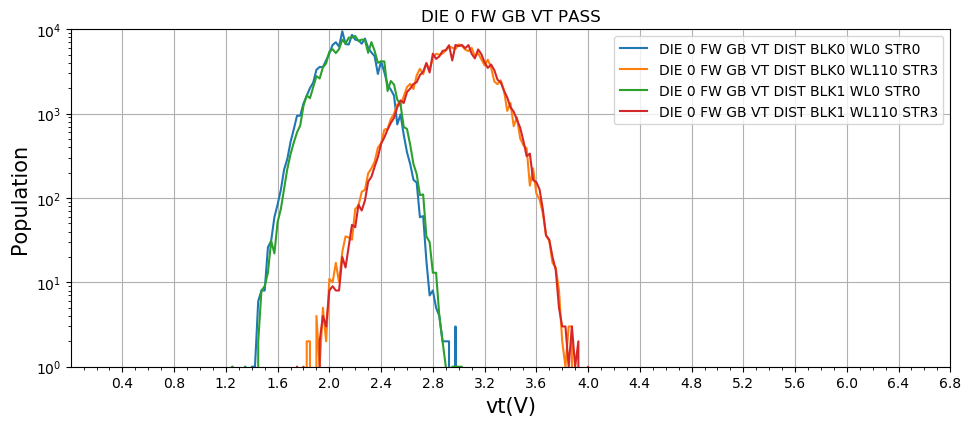 DIE 0 FW GB VT PASS
DIE 0 FW GB VT DIST BLK0 WL0 STR0
DIE 0 FW GB VT DIST BLK0 WL110 STR3
DIE 0 FW GB VT DIST BLK1 WL0 STR0
DIE 0 FW GB VT DIST BLK1 WL110 STR3
Population
10^4
10^3
10^2
10^1
10^0
0.4 0.8 1.2 1.6 2.0 2.4 2.8 3.2 3.6 4.0 4.4 4.8 5.2 5.6 6.0 6.4 6.8
vt(V)